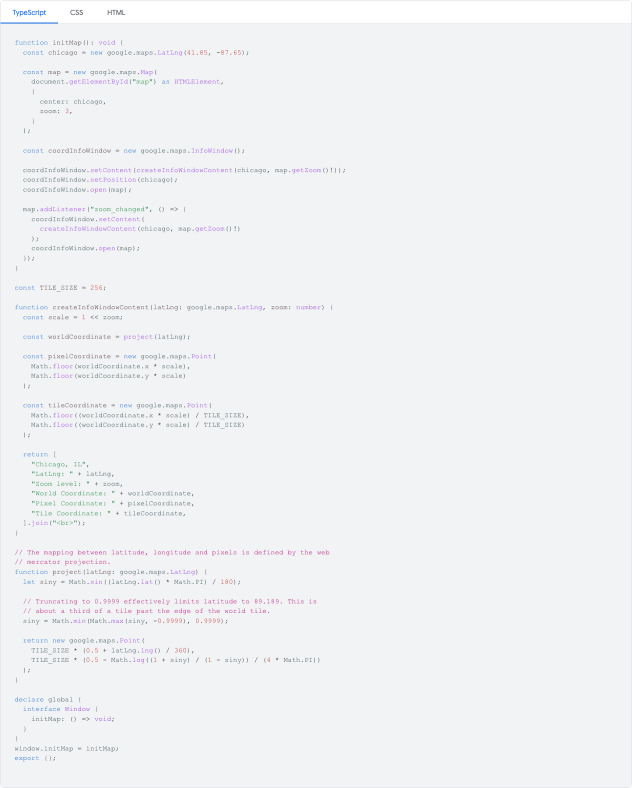 TypeScript CSS HTML
function initMap(): void {
const chicago = new google.maps.LatLng(41.85, -87.65);
const map = new google.maps.Map(
document.getElementById("map") as HTMLElement,
{
center: chicago,
zoom: 3,
}
);
const coordInfoWindow = new google.maps.InfoWindow();
coordInfoWindow.setContent(createInfoWindowContent(chicago, map.getZoom()!));
coordInfoWindow.setPosition(chicago);
coordInfoWindow.open(map);
map.addListener("zoom_changed", () => {
coordInfoWindow.setContent(
createInfoWindowContent(chicago, map.getZoom()!)
);
coordInfoWindow.open(map);
});
}
const TILE_SIZE = 256;
function createInfoWindowContent(latLng: google.maps.LatLng, zoom: number) {
const scale = 1 << zoom;
const worldCoordinate = project(latLng);
const pixelCoordinate = new google.maps.Point(
Math.floor(worldCoordinate.x * scale),
Math.floor(worldCoordinate.y * scale)
);
const tileCoordinate = new google.maps.Point(
Math.floor((worldCoordinate.x * scale) / TILE_SIZE),
Math.floor((worldCoordinate.y * scale) / TILE_SIZE)
);
return [
"Chicago, IL",
"LatLng: " + latLng,
"Zoom level: " + zoom,
"World Coordinate: " + worldCoordinate,
"Pixel Coordinate: " + pixelCoordinate,
"Tile Coordinate: " + tileCoordinate,
].join("<br>");
}
// The mapping between latitude, longitude and pixels is defined by the web
// mercator projection.
function project(latLng: google.maps.LatLng) {
let siny = Math.sin((latLng.lat() * Math.PI) / 180);
// Truncating to 0.9999 effectively limits latitude to 89.189. This is
// about a third of a tile past the edge of the world tile.
siny = Math.min(Math.max(siny, -0.9999), 0.9999);
return new google.maps.Point(
TILE_SIZE * (0.5 + latLng.lng() / 360),
TILE_SIZE * (0.5 - Math.log((1 + siny) / (1 - siny)) / (4 * Math.PI))
);
}
declare global {
interface Window {
initMap: () => void;
}
}
window.initMap = initMap;
export {};